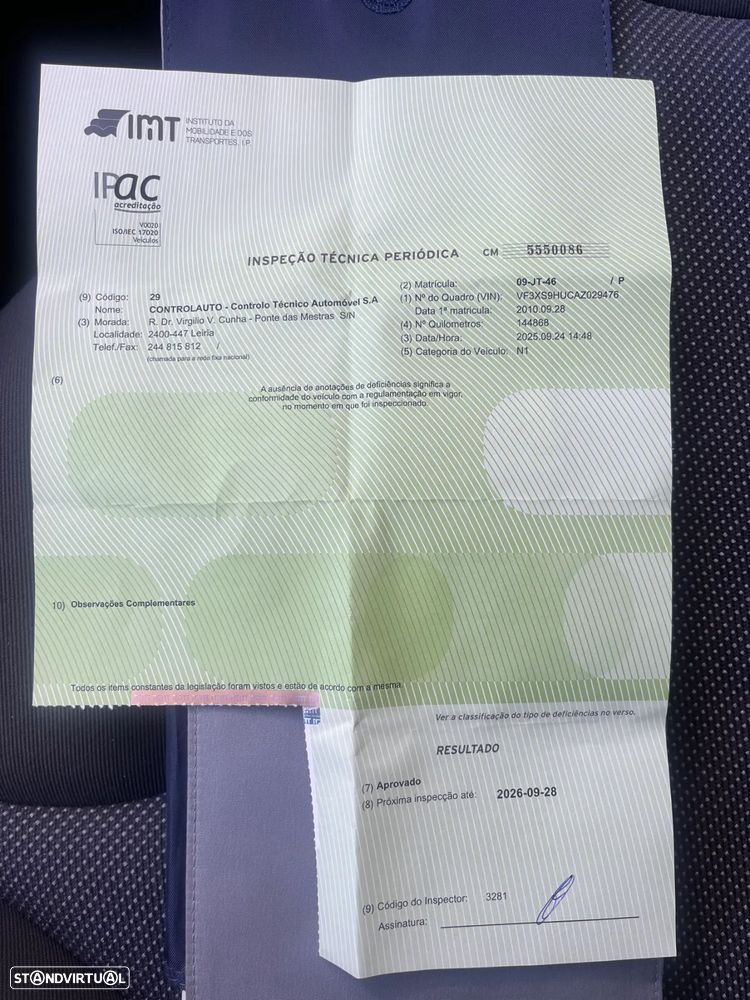 IMT INSTITUTO DA
MOBILIDADE E DOS
TRANSPORTES, I.P.
IPAC
acreditação
V0020
ISO/IEC 17020
Veículos
INSPEÇÃO TÉCNICA PERIÓDICA CM 5550086
(9) Código: 29
Nome: CONTROLAUTO - Controlo Técnico Automóvel S.A
(3) Morada: R. Dr. Virgílio V. Cunha - Ponte das Mestras S/N
Localidade: 2400-447 Leiria
Telef./Fax: 244 815 812 /
(chamada para a rede fixa nacional)
(2) Matrícula: 09-JT-46 / P
(1) Nº do Quadro (VIN): VF3XS9HUCAZ029476
Data 1ª matrícula: 2010.09.28
(4) Nº Quilometros: 144868
(3) Data/Hora: 2025.09.24 14:48
(5) Categoria do Veículo: N1
(6)
A ausência de anotações de deficiências significa a
conformidade do veículo com a regulamentação em vigor,
no momento em que foi inspeccionado.
10) Observações Complementares
Todos os itens constantes da legislação foram vistos e estão de acordo com a mesma.
Ver a classificação do tipo de deficiências no verso.
RESULTADO
(7) Aprovado
(8) Próxima inspecção até: 2026-09-28
(9) Código do Inspector: 3281
Assinatura:
STANDVIRTUAL